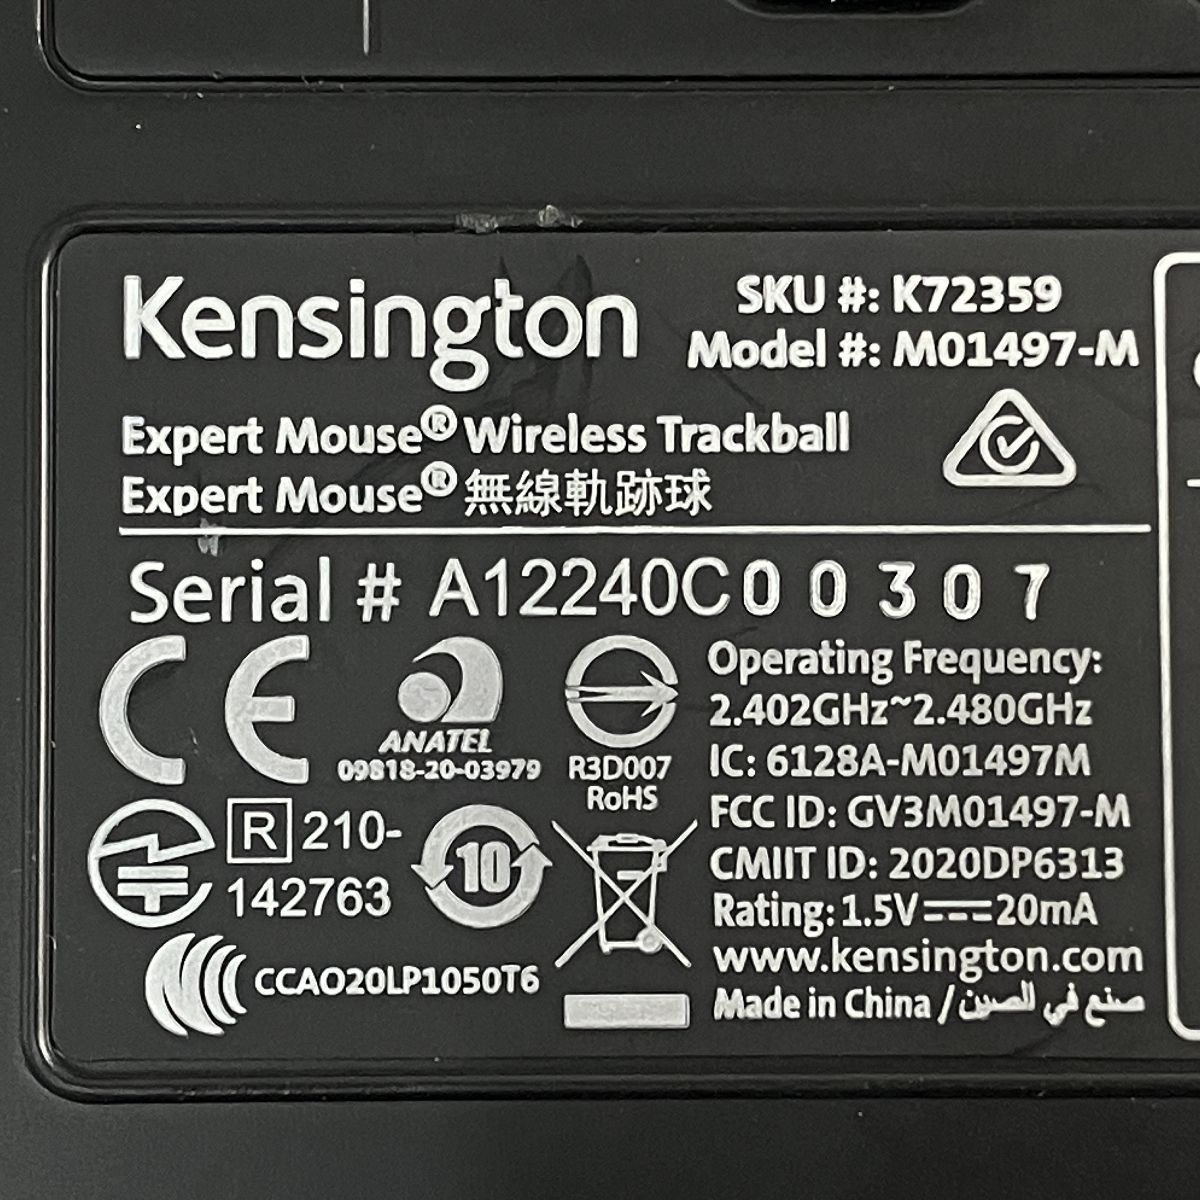 Kensington
SKU #: K72359
Model #: M01497-M
Expert Mouse® Wireless Trackball
Expert Mouse® 無線軌跡球
Serial # A12240C00307
CE
ANATEL
09818-20-03979
R3D007
RoHS
Operating Frequency:
2.402GHz~2.480GHz
IC: 6128A-M01497M
FCC ID: GV3M01497-M
CMIIT ID: 2020DP6313
Rating: 1.5V⎓20mA
www.kensington.com
Made in China / صنع في الصين
R 210-
142763
10
CCAO20LP1050T6